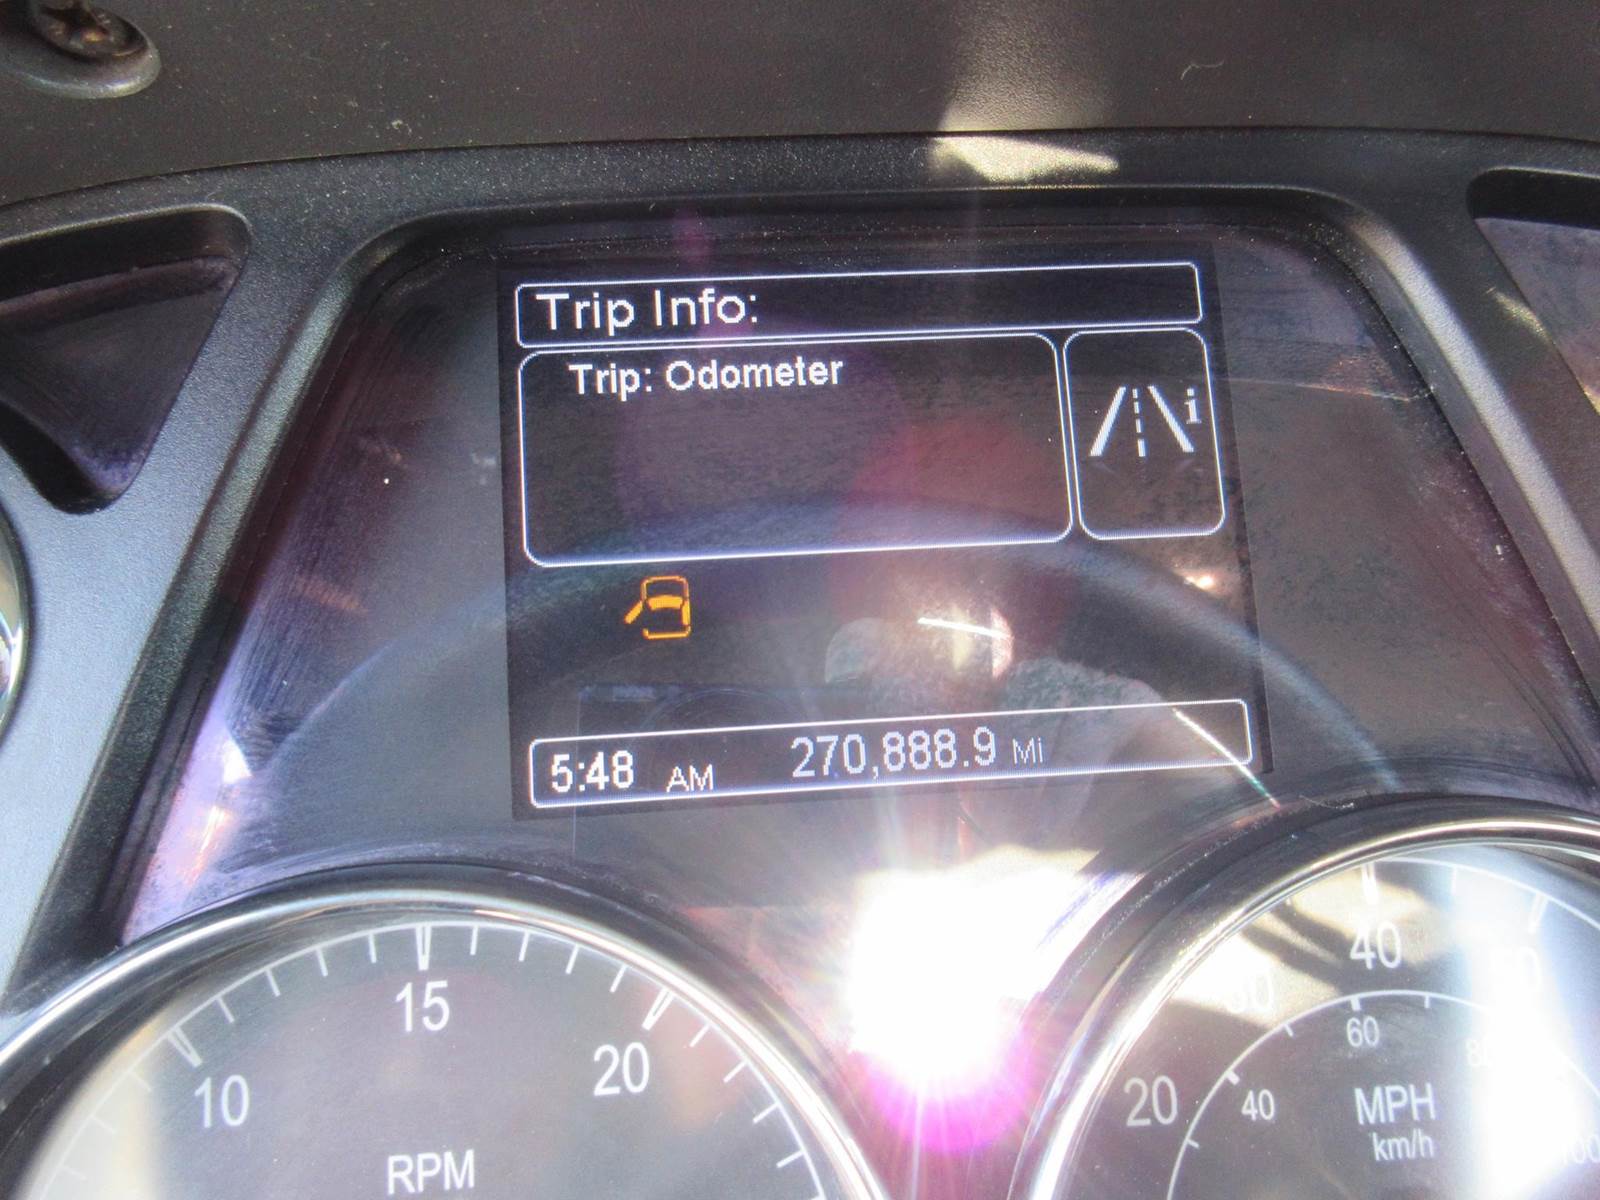 Trip Info:
Trip: Odometer
i
5:48 AM 270,888.9 Mi
10 15 20
RPM
20 40
40 60
MPH
km/h